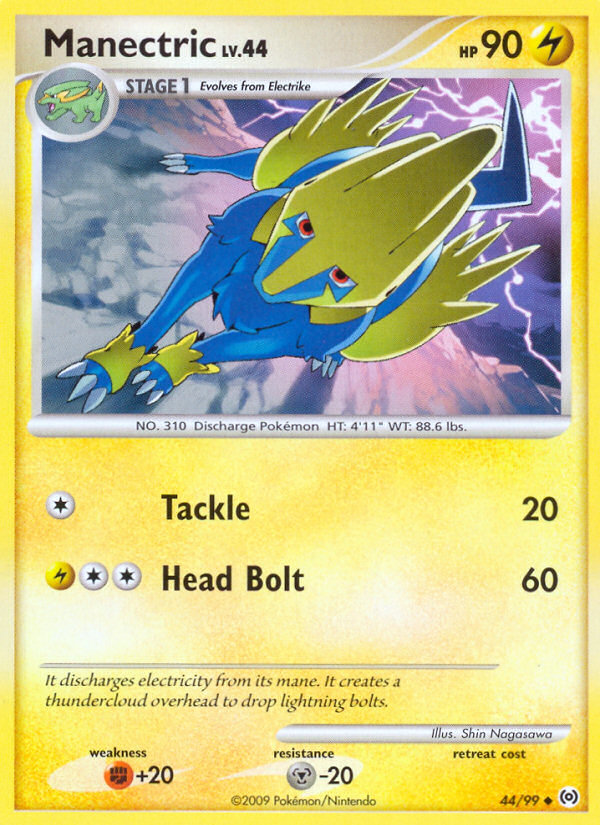 Manectric LV.44
HP 90
STAGE 1 Evolves from Electrike
NO. 310 Discharge Pokémon HT: 4'11" WT: 88.6 lbs.
Tackle 20
Head Bolt 60
It discharges electricity from its mane. It creates a
thundercloud overhead to drop lightning bolts.
Illus. Shin Nagasawa
weakness resistance retreat cost
+20 -20
©2009 Pokémon/Nintendo 44/99